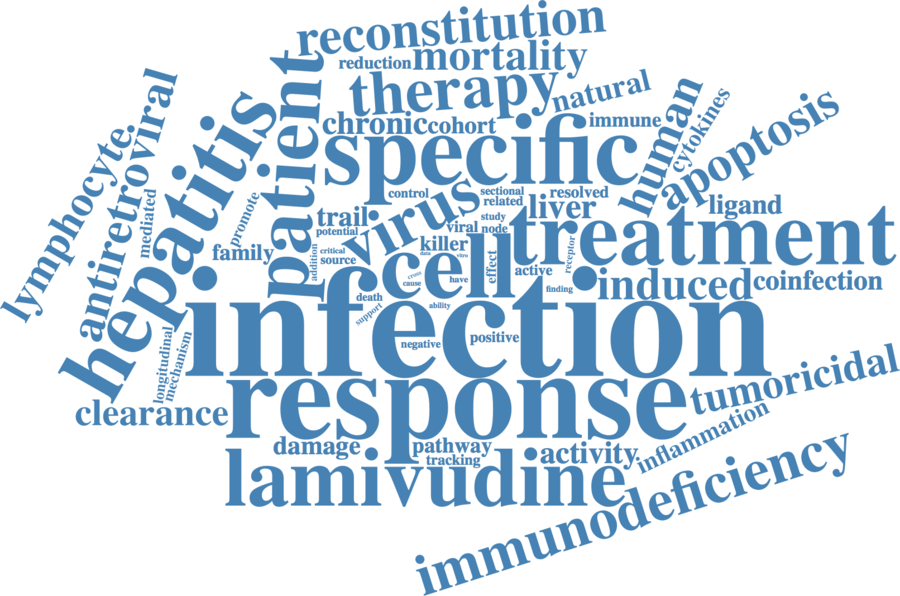 reconstitution
reduction
mortality
therapy
natural
chronic
cohort
immune
specific
human
cytokines
apoptosis
lymphocyte
antiretroviral
mediated
hepatitis
promote
family
patient
addition
control
sectional
related
resolved
trail
potential
virus
viral
study
node
liver
ligand
critical
source
killer
data
vitro
cell
effect
treatment
active
receptor
cross
cause
have
finding
induced
coinfection
death
support
ability
infection
negative
positive
longitudinal
mechanism
clearance
response
tumoricidal
damage
pathway
tracking
activity
inflammation
lamivudine
immunodeficiency